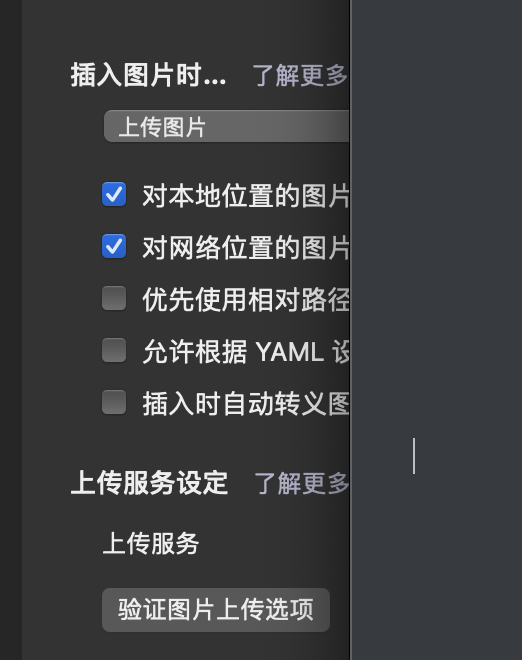 插入图片时... 了解更多
上传图片
对本地位置的图片
对网络位置的图片
优先使用相对路径
允许根据 YAML 设
插入时自动转义图
上传服务设定 了解更多
上传服务
验证图片上传选项